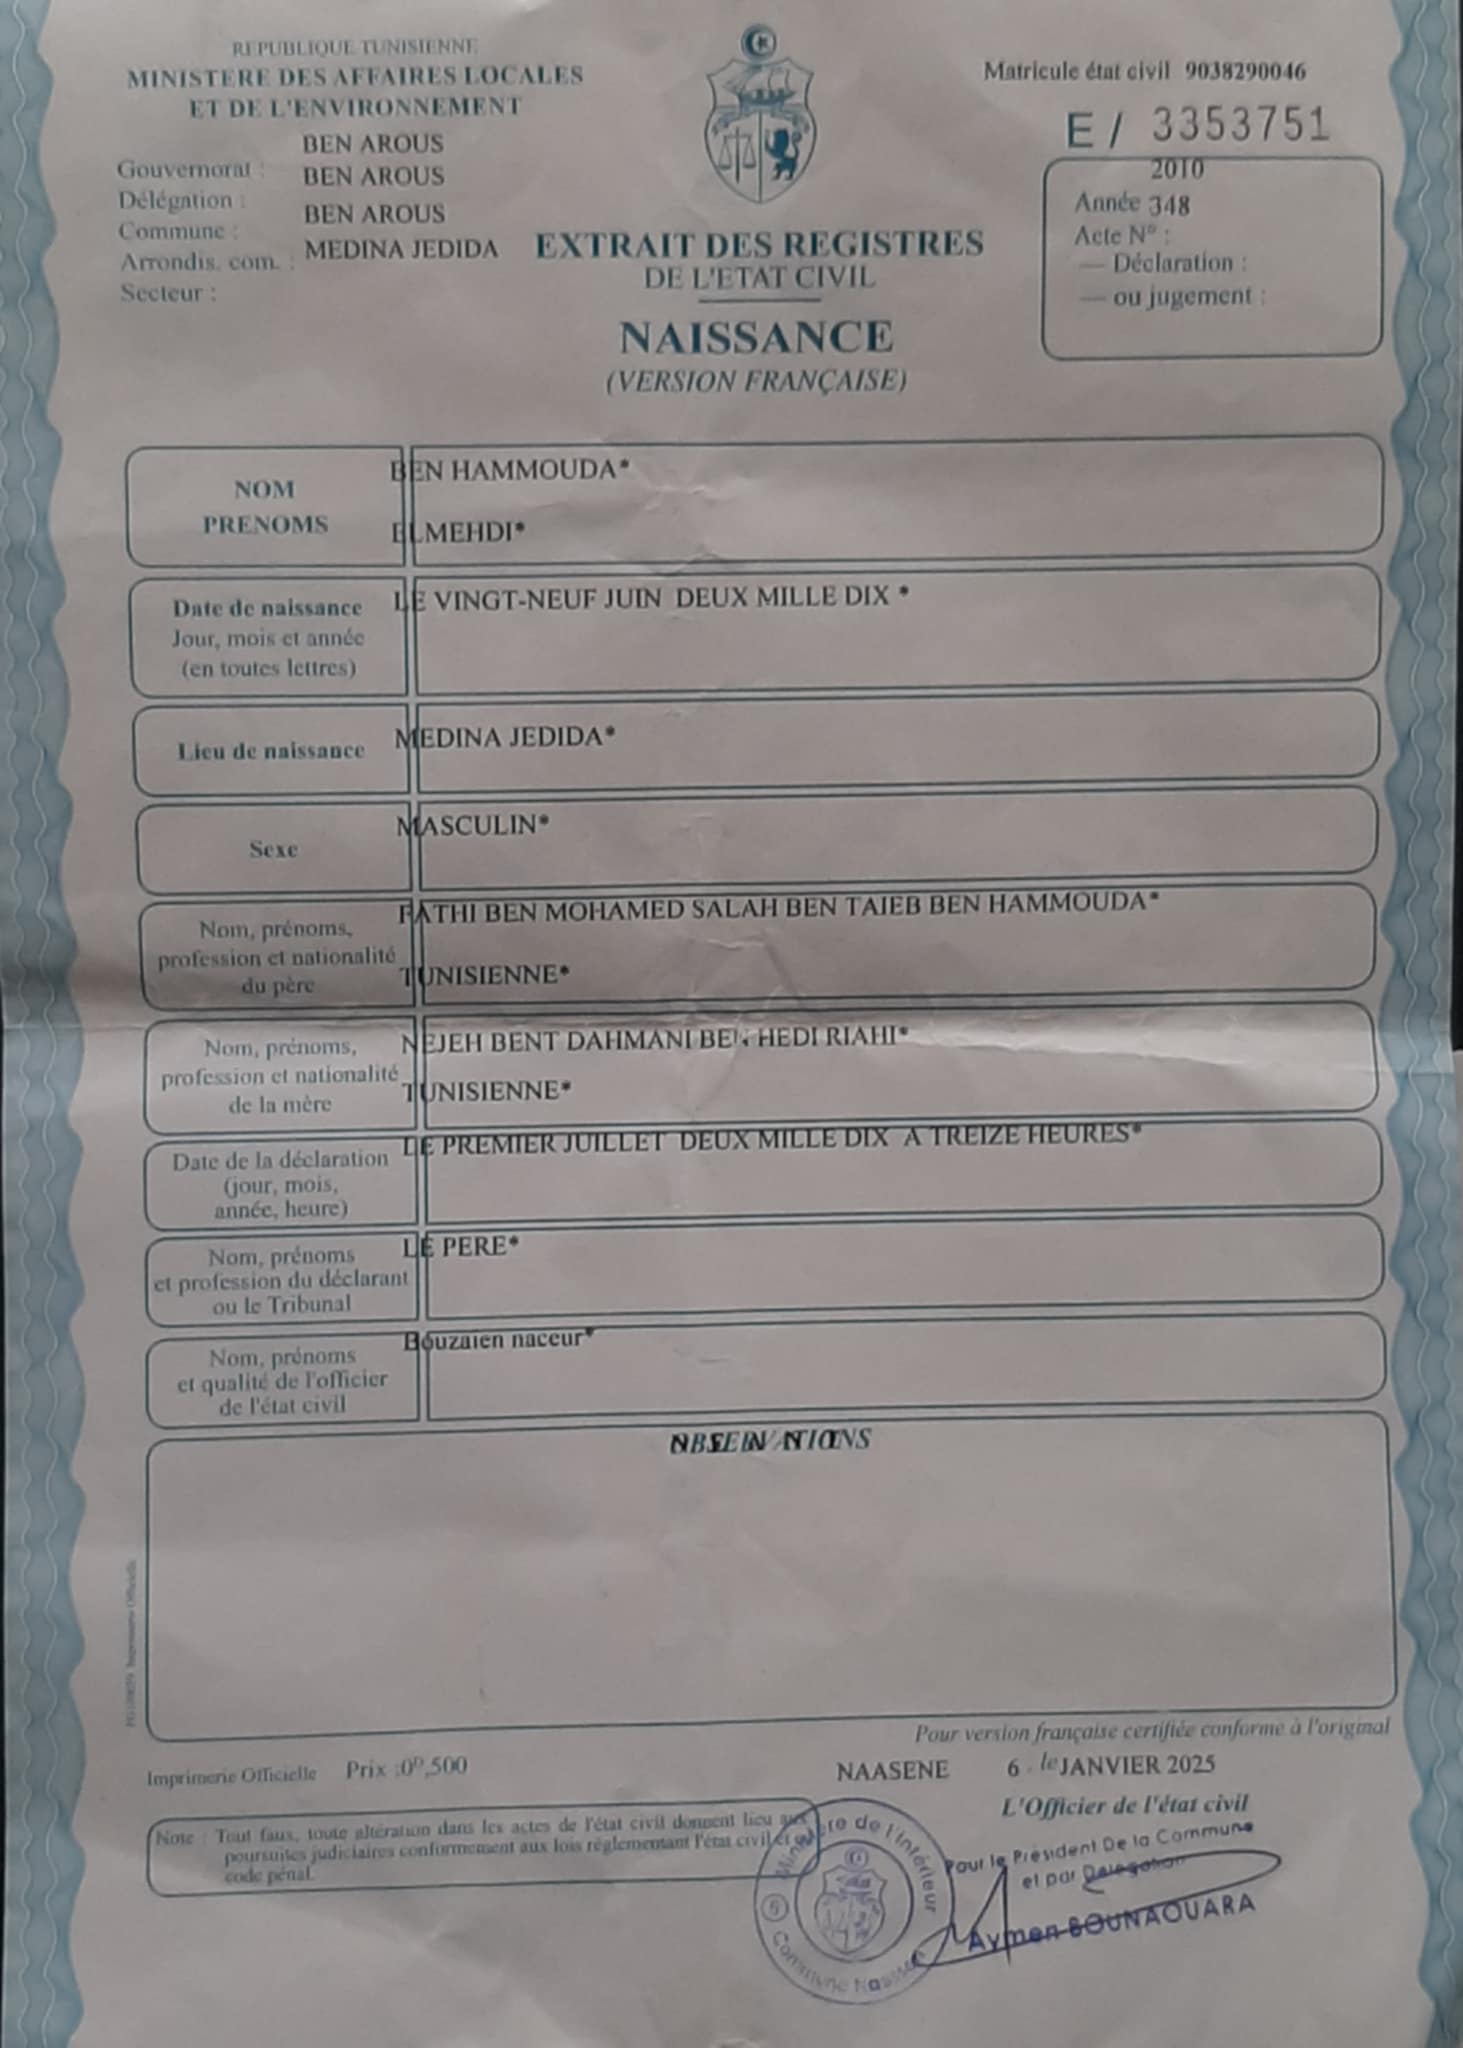 REPUBLIQUE TUNISIENNE
MINISTERE DES AFFAIRES LOCALES
ET DE L'ENVIRONNEMENT
BEN AROUS
Gouvernorat : BEN AROUS
Délégation :
Commune : BEN AROUS
Arrondis. com. : MEDINA JEDIDA
Secteur :
Matricule état civil 9038290046
E / 3353751
2010
Année 348
Acte N° :
— Déclaration :
— ou jugement :
EXTRAIT DES REGISTRES
DE L'ETAT CIVIL
NAISSANCE
(VERSION FRANÇAISE)
NOM
PRENOMS
BEN HAMMOUDA*
ELMEHDI*
Date de naissance
Jour, mois et année
(en toutes lettres)
LE VINGT-NEUF JUIN DEUX MILLE DIX *
Lieu de naissance
MEDINA JEDIDA*
Sexe
MASCULIN*
Nom, prénoms,
profession et nationalité
du père
FATHI BEN MOHAMED SALAH BEN TAIEB BEN HAMMOUDA*
TUNISIENNE*
Nom, prénoms,
profession et nationalité
de la mère
NEJEH BENT DAHMANI BEN HEDI RIAHI*
TUNISIENNE*
Date de la déclaration
(jour, mois,
année, heure)
LE PREMIER JUILLET DEUX MILLE DIX A TREIZE HEURES*
Nom, prénoms
et profession du déclarant
ou le Tribunal
LE PERE*
Nom, prénoms
et qualité de l'officier
de l'état civil
Bouzaien naceur*
OBSERVATIONS
Imprimerie Officielle
Pour version française certifiée conforme à l'original
Imprimerie Officielle Prix :0ᴰ,500
NAASENE 6 le JANVIER 2025
L'Officier de l'état civil
Note : Tout faux, toute altération dans les actes de l'état civil donnent lieu aux
poursuites judiciaires conformement aux lois réglementant l'état civil et
code pénal.
Ministère de l'intérieur
Commune Naassen
Pour le Président De la Commune
et par Delegation
Aymen BOUNAOUARA